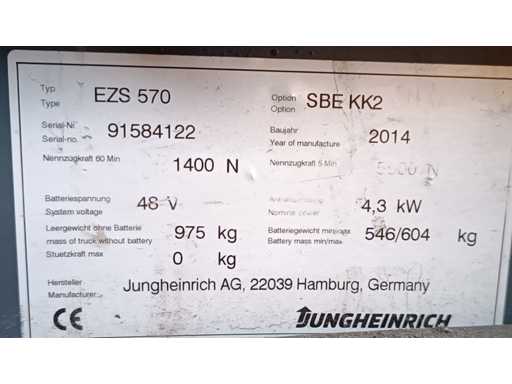 Typ EZS 570 Option SBE KK2
Type Option
Serial-Nr. 91584122 Baujahr 2014
Serial-no. Year of manufacture
Nennzugkraft 60 Min 1400 N Nennzugkraft 5 Min N
Batteriespannung 48 V 4,3 kW
System voltage Nominal power
Leergewicht ohne Batterie 975 kg Batteriegewicht min/max 546/604 kg
mass of truck without battery Battery mass min/max
Stuetzkraft max 0 kg
Hersteller Jungheinrich AG, 22039 Hamburg, Germany
Manufacturer
CE JUNGHEINRICH